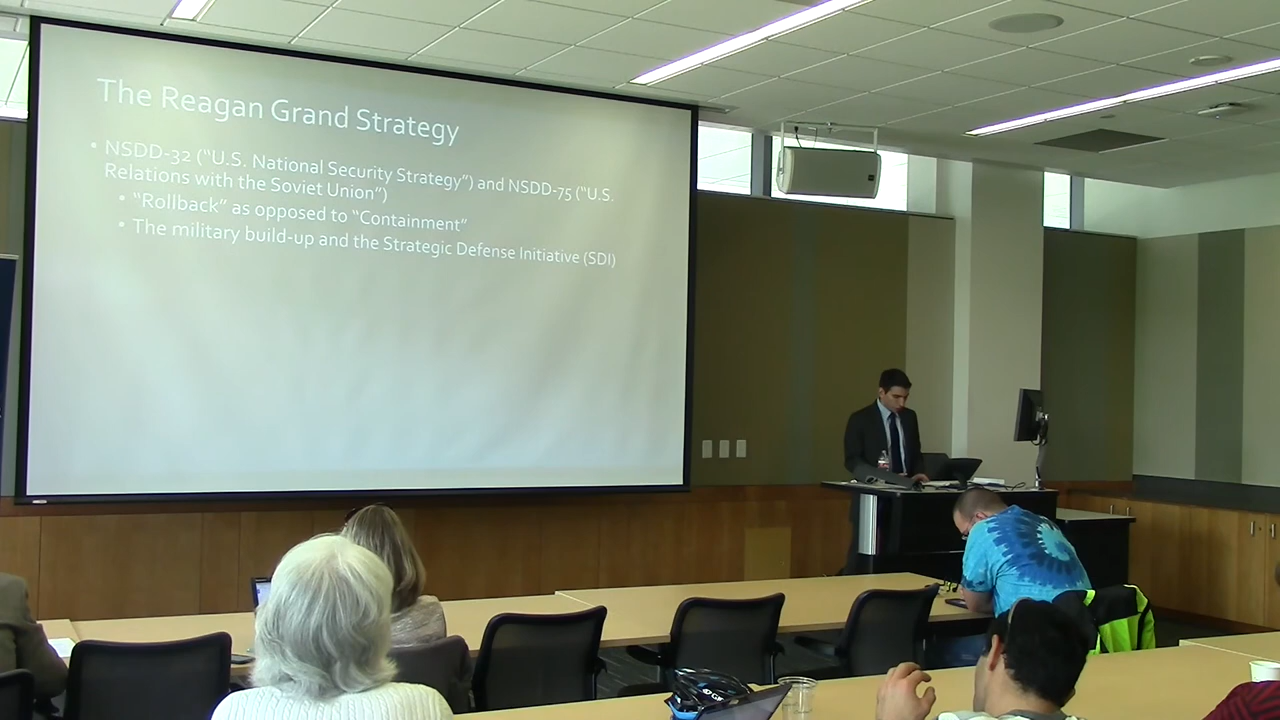 The Reagan Grand Strategy
• NSDD-32 ("U.S. National Security Strategy") and NSDD-75 ("U.S.
Relations with the Soviet Union")
• "Rollback" as opposed to "Containment"
• The military build-up and the Strategic Defense Initiative (SDI)